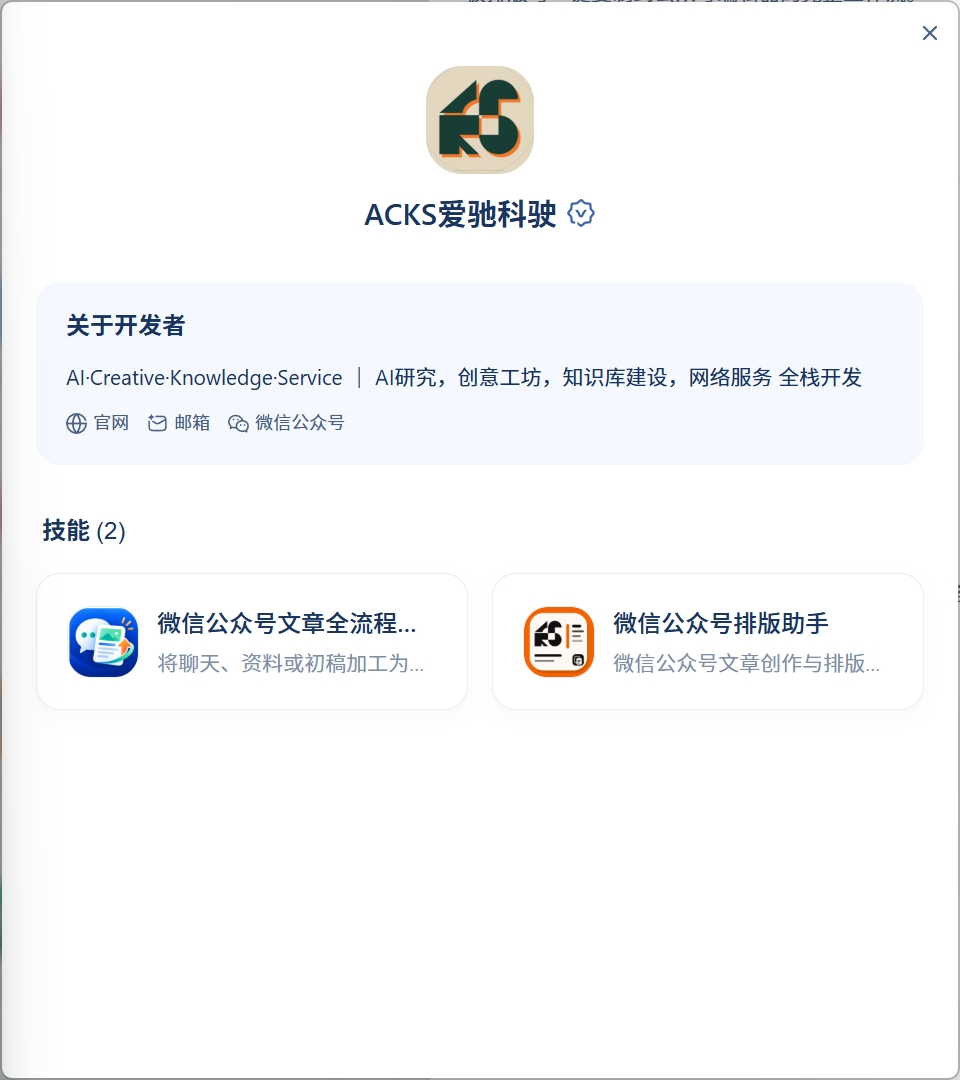 ACKS爱驰科驶
关于开发者
AI·Creative·Knowledge·Service ｜ AI研究，创意工坊，知识库建设，网络服务 全栈开发
官网 邮箱 微信公众号
技能 (2)
微信公众号文章全流程...
将聊天、资料或初稿加工为...
微信公众号排版助手
微信公众号文章创作与排版...